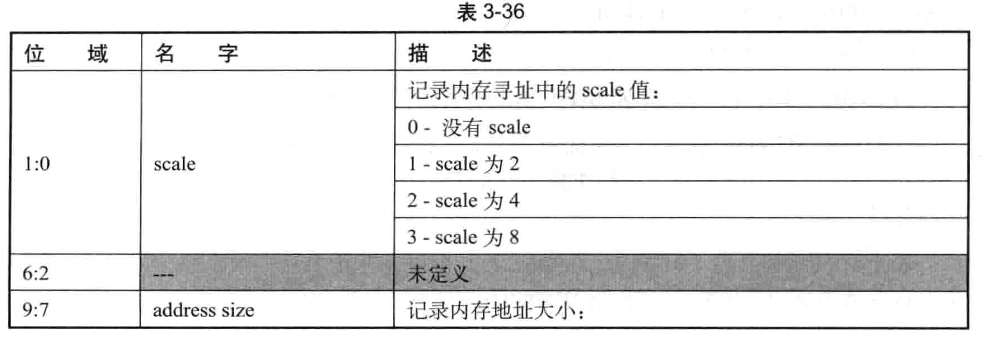 表 3-36
位 域 名 字 描 述
1:0 scale 记录内存寻址中的 scale 值：
0 - 没有 scale
1 - scale 为 2
2 - scale 为 4
3 - scale 为 8
6:2 --- 未定义
9:7 address size 记录内存地址大小：